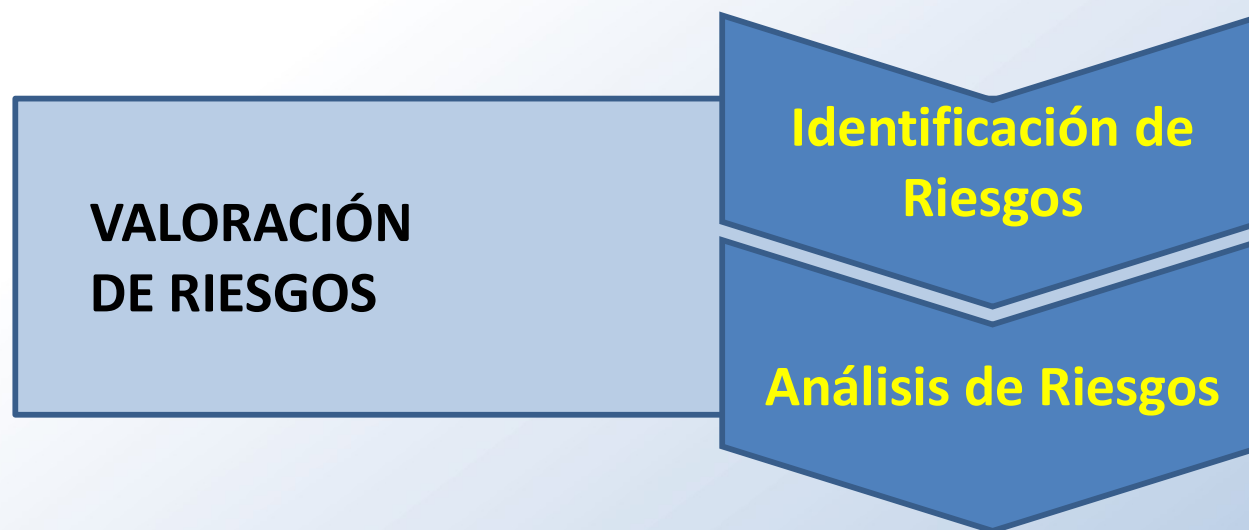 VALORACIÓN
DE RIESGOS
Identificación de
Riesgos
Análisis de Riesgos